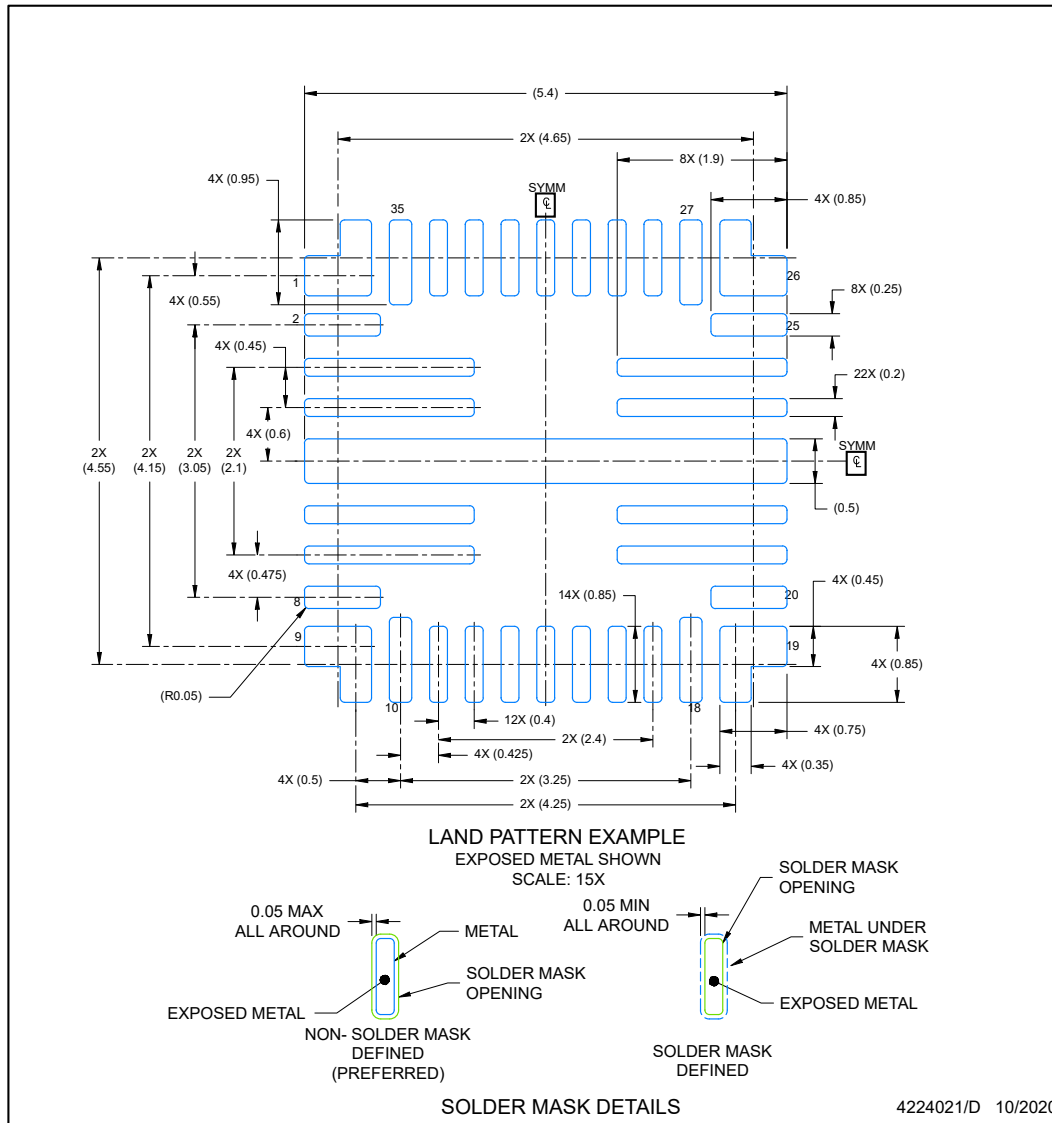 (5.4)
2X (4.65)
8X (1.9)
4X (0.95)
SYMM
℄
4X (0.85)
35
27
1
26
4X (0.55)
8X (0.25)
2
25
4X (0.45)
22X (0.2)
4X (0.6)
SYMM
℄
2X
(4.55)
2X
(4.15)
2X
(3.05)
2X
(2.1)
(0.5)
4X (0.475)
4X (0.45)
14X (0.85)
8
20
9
19
4X (0.85)
(R0.05)
10
18
12X (0.4)
4X (0.75)
2X (2.4)
4X (0.425)
4X (0.35)
4X (0.5)
2X (3.25)
2X (4.25)
LAND PATTERN EXAMPLE
EXPOSED METAL SHOWN
SCALE: 15X
0.05 MAX
ALL AROUND
METAL
SOLDER MASK
OPENING
EXPOSED METAL
NON- SOLDER MASK
DEFINED
(PREFERRED)
0.05 MIN
ALL AROUND
SOLDER MASK
OPENING
METAL UNDER
SOLDER MASK
EXPOSED METAL
SOLDER MASK
DEFINED
SOLDER MASK DETAILS
4224021/D 10/2020